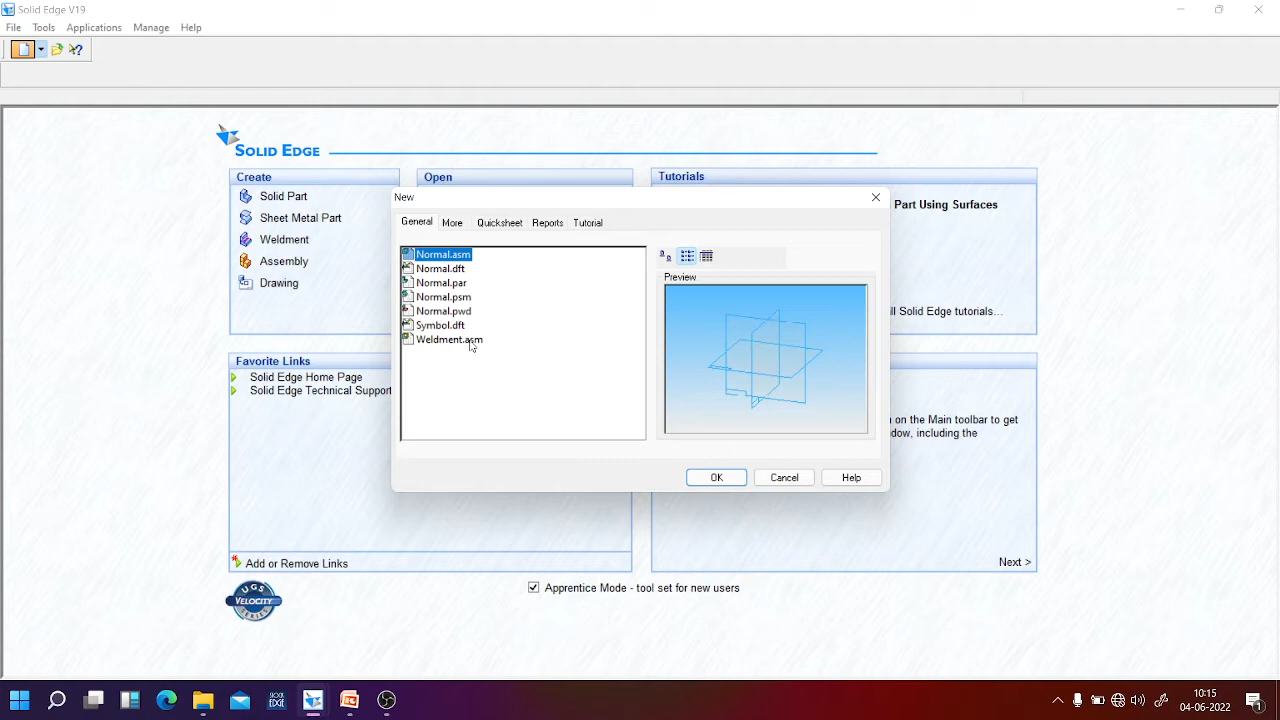 Solid Edge V19
File Tools Applications Manage Help
SOLID EDGE
Create
Open
Tutorials
New
Solid Part
Part Using Surfaces
General More Quicksheet Reports Tutorial
Sheet Metal Part
Weldment
Assembly
Drawing
Normal.asm
Normal.dft
Normal.par
Normal.psm
Normal.pwd
Symbol.dft
Weldment.asm
Preview
ll Solid Edge tutorials...
Favorite Links
Solid Edge Home Page
Solid Edge Technical Support
on the Main toolbar to get
dow, including the
OK Cancel Help
Add or Remove Links
Next >
UGS
VELOCITY
SERIES
Apprentice Mode - tool set for new users
10:15
04-06-2022